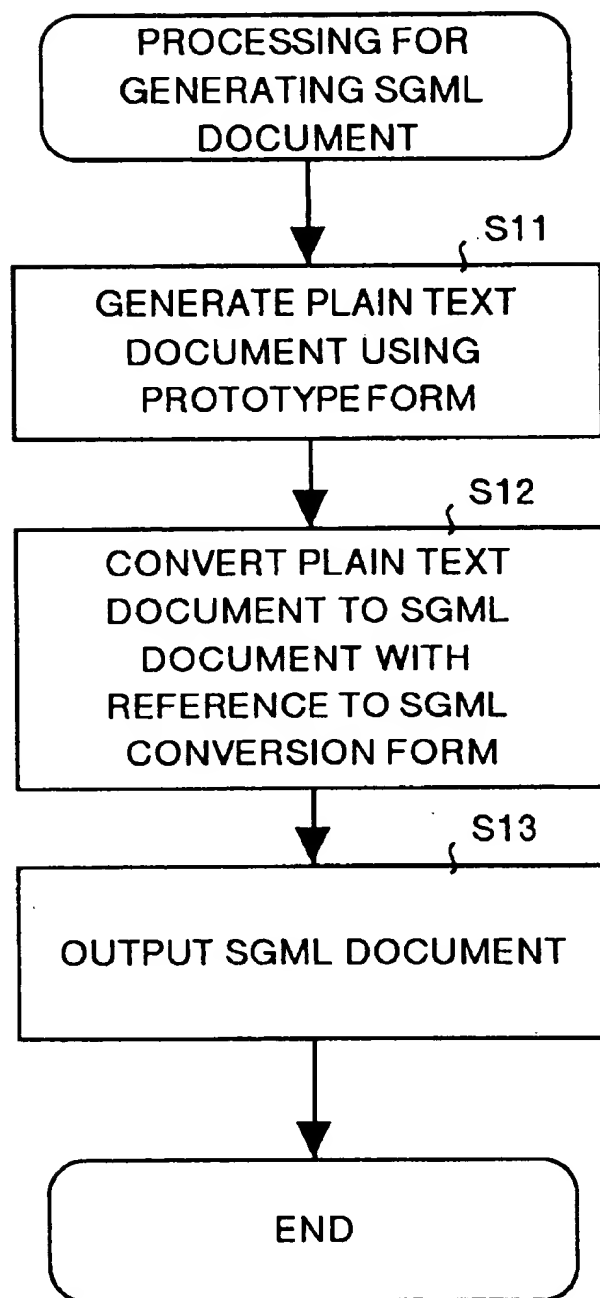 PROCESSING FOR
GENERATING SGML
DOCUMENT
S11
GENERATE PLAIN TEXT
DOCUMENT USING
PROTOTYPE FORM
S12
CONVERT PLAIN TEXT
DOCUMENT TO SGML
DOCUMENT WITH
REFERENCE TO SGML
CONVERSION FORM
S13
OUTPUT SGML DOCUMENT
END